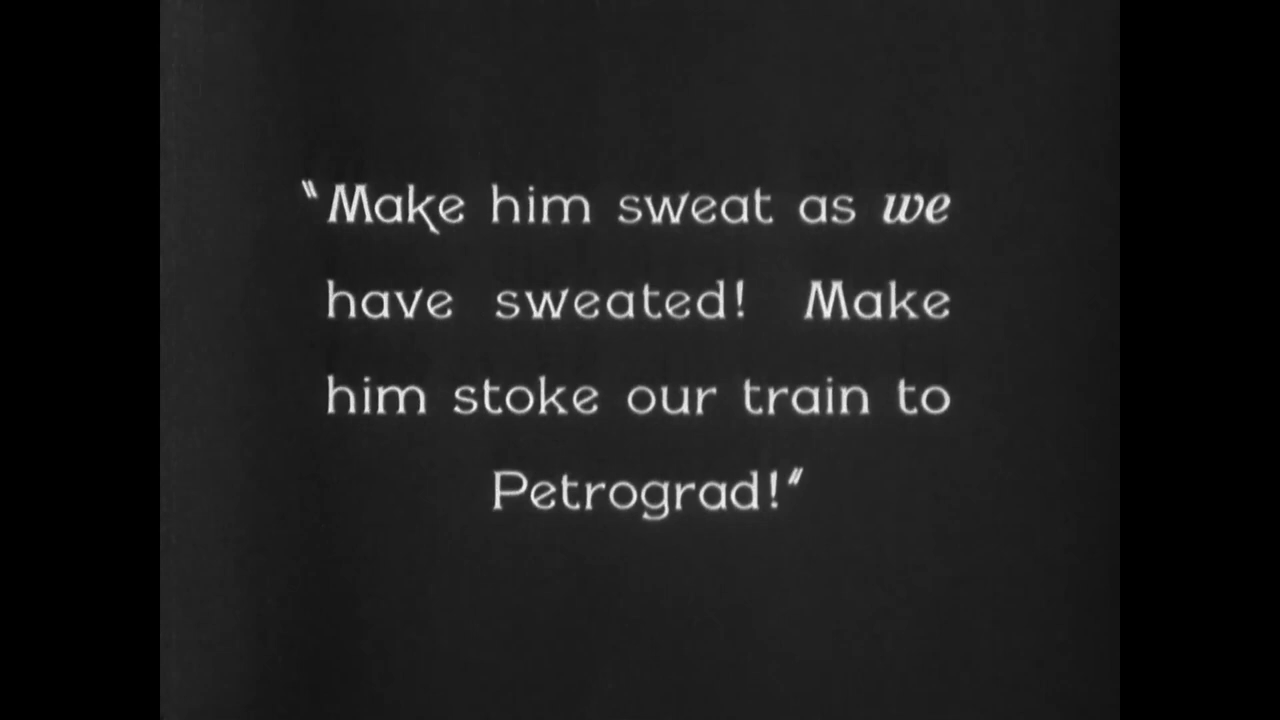 "Make him sweat as we
have sweated! Make
him stoke our train to
Petrograd!"